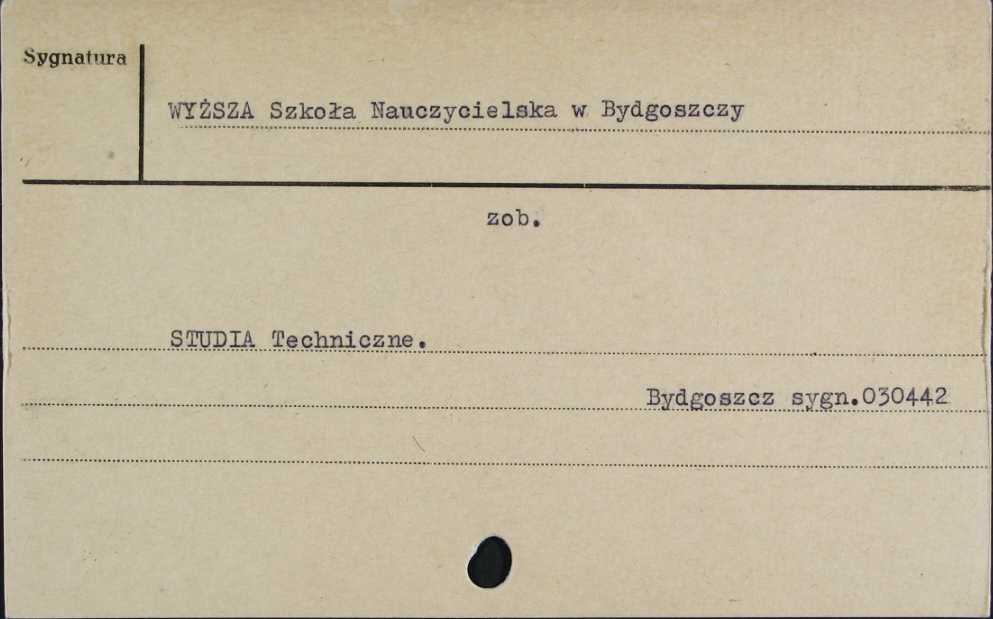 Sygnatura
WYŻSZA Szkoła Nauczycielska w Bydgoszczy
zob.
STUDIA Techniczne.
Bydgoszcz sygn.030442